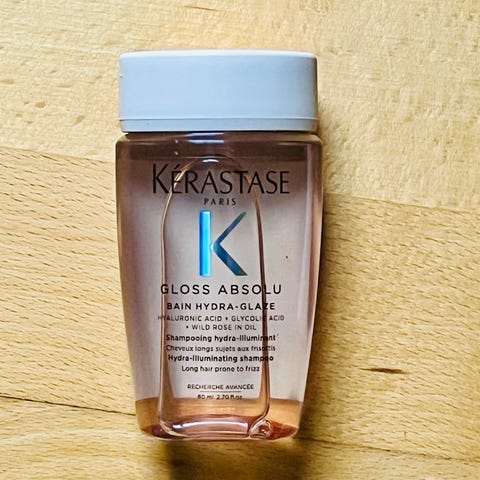 KÉRASTASE
PARIS
K
GLOSS ABSOLU
BAIN HYDRA-GLAZE
HYALURONIC ACID + GLYCOLIC ACID
+ WILD ROSE IN OIL
Shampooing hydra-illuminant
Cheveux longs sujets aux frisottis
Hydra-illuminating shampoo
Long hair prone to frizz
RECHERCHE AVANCÉE
80 ml 2.70 fl oz